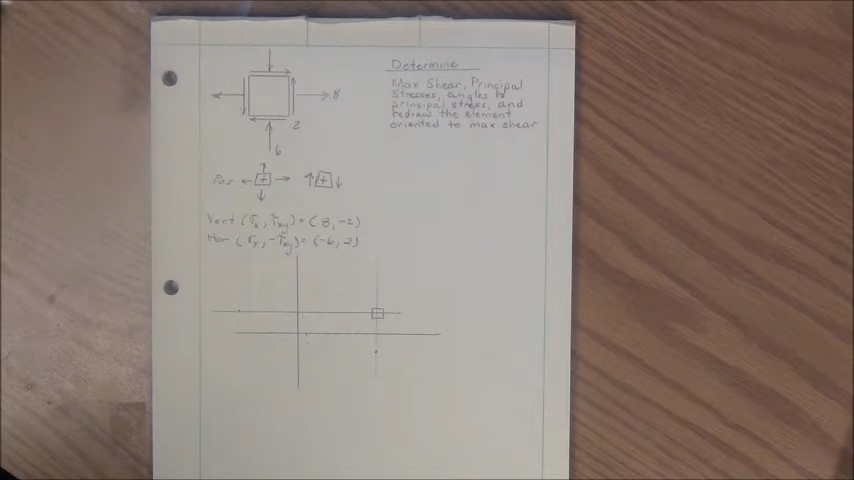 Determine
Max Shear, Principal
Stresses, angles to
principal stress, and
redraw the element
oriented to max shear
8
2
6
Pos ← + → ↑ + ↓
Vert (σx, τxy) = (8, -2)
Hor (σy, -τxy) = (-6, 2)